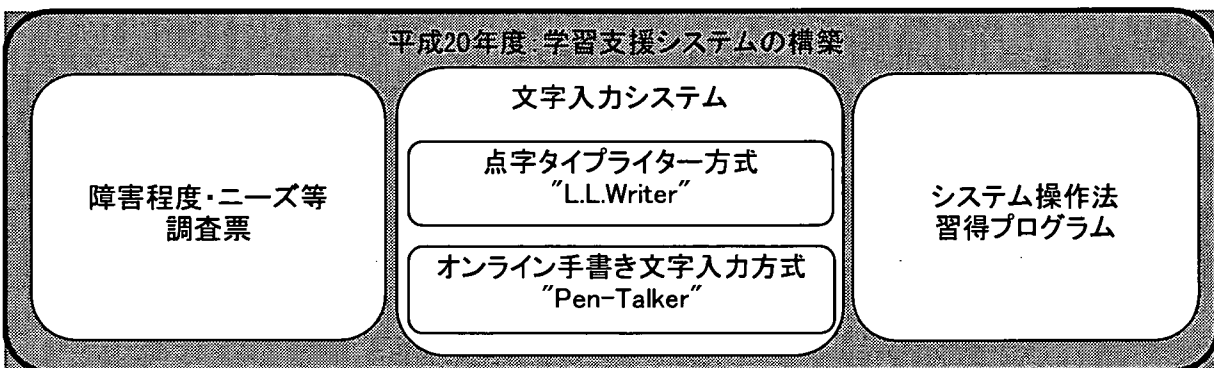 平成20年度:学習支援システムの構築
障害程度・ニーズ等
調査票
文字入力システム
点字タイプライター方式
"L.L.Writer"
オンライン手書き文字入力方式
"Pen-Talker"
システム操作法
習得プログラム